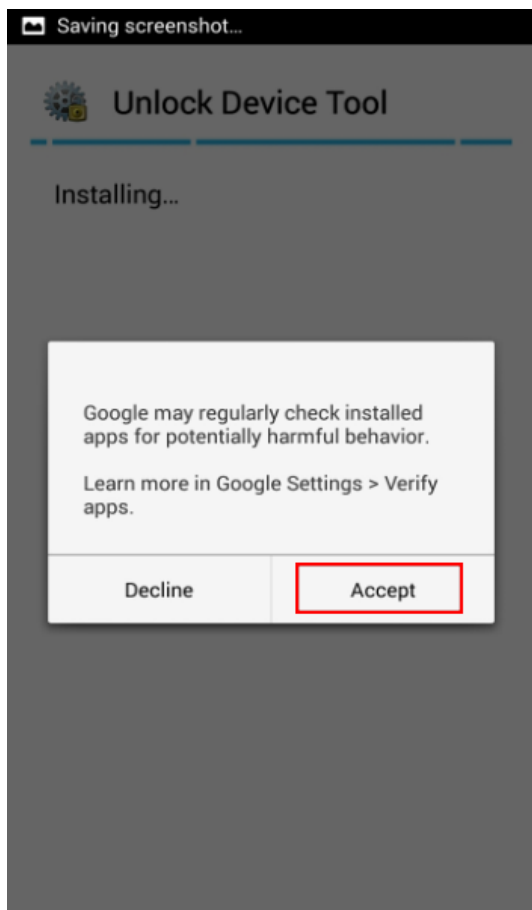 Saving screenshot...
Unlock Device Tool
Installing...
Google may regularly check installed
apps for potentially harmful behavior.
Learn more in Google Settings > Verify
apps.
Decline
Accept